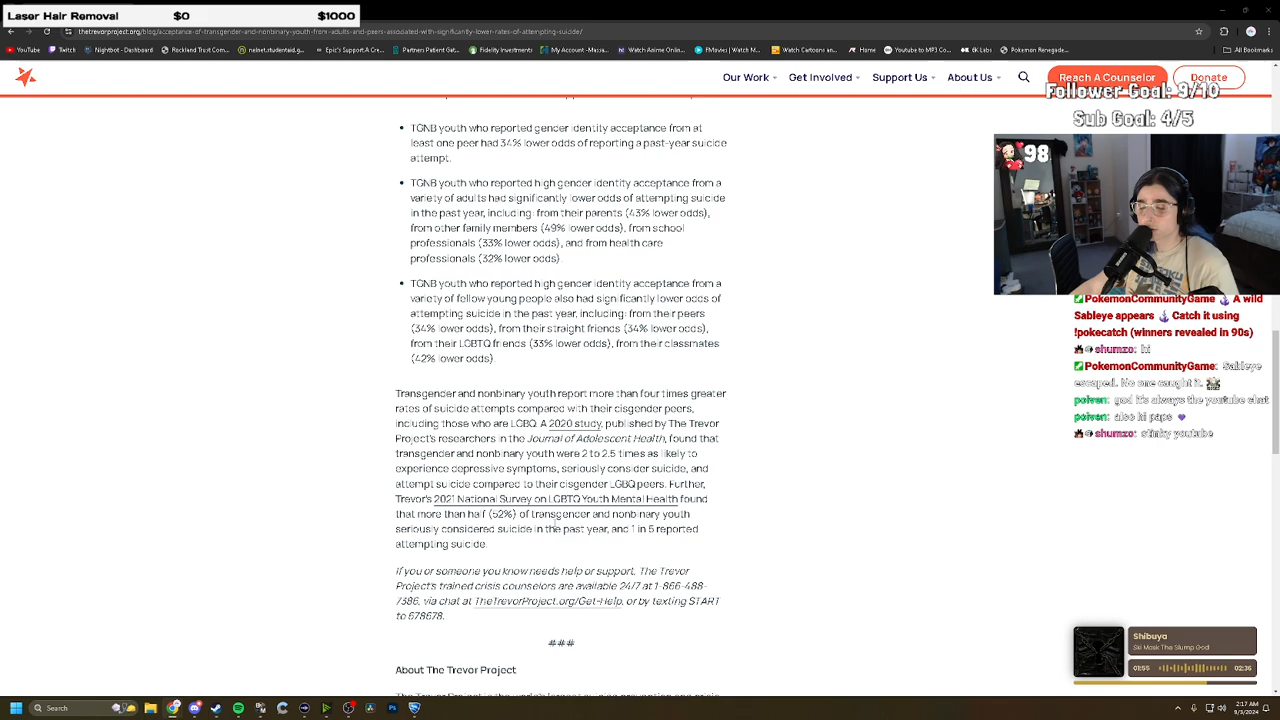 Laser Hair Removal $0 $1000
thetrevorproject.org/blog/acceptance-of-transgender-and-nonbinary-youth-from-adults-and-peers-associated-with-significantly-lower-rates-of-attempting-suicide/
YouTube Twitch Nightbot - Dashboard Rockland Trust Com... nelnet.studentaid.g... Epic's Support A Cre... Partners Patient Gat... Fidelity Investments My Account - Massa... Watch Anime Onlin... FMovies | Watch M... Watch Cartoons an... Home Youtube to MP3 Co... 6k Labs Pokemon Renegade... All Bookmarks
Our Work Get Involved Support Us About Us Reach A Counselor Donate
Follower Goal: 9/10
Sub Goal: 4/5
98
TGNB youth who reported gender identity acceptance from at
least one peer had 34% lower odds of reporting a past-year suicide
attempt.
TGNB youth who reported high gender identity acceptance from a
variety of adults had significantly lower odds of attempting suicide
in the past year, including: from their parents (43% lower odds),
from other family members (49% lower odds), from school
professionals (33% lower odds), and from health care
professionals (32% lower odds).
TGNB youth who reported high gender identity acceptance from a
variety of fellow young people also had significantly lower odds of
attempting suicide in the past year, including: from their peers
(34% lower odds), from their straight friends (34% lower odds),
from their LGBTQ friends (33% lower odds), from their classmates
(42% lower odds).
Transgender and nonbinary youth report more than four times greater
rates of suicide attempts compared with their cisgender peers,
including those who are LGBQ. A 2020 study, published by The Trevor
Project's researchers in the Journal of Adolescent Health, found that
transgender and nonbinary youth were 2 to 2.5 times as likely to
experience depressive symptoms, seriously consider suicide, and
attempt suicide compared to their cisgender LGBQ peers. Further,
Trevor's 2021 National Survey on LGBTQ Youth Mental Health found
that more than half (52%) of transgender and nonbinary youth
seriously considered suicide in the past year, and 1 in 5 reported
attempting suicide.
If you or someone you know needs help or support, The Trevor
Project's trained crisis counselors are available 24/7 at 1-866-488-
7386, via chat at TheTrevorProject.org/Get-Help, or by texting START
to 678678.
###
About The Trevor Project
PokemonCommunityGame A wild
Sableye appears Catch it using
!pokecatch (winners revealed in 90s)
shumzo: hi
PokemonCommunityGame: Sableye
escaped. No one caught it.
poiven: god it's always the youtube chat
poiven: also hi paps
shumzo: stinky youtube
Shibuya
Ski Mask The Slump God
01:55 02:35
Search
2:17 AM
9/3/2024